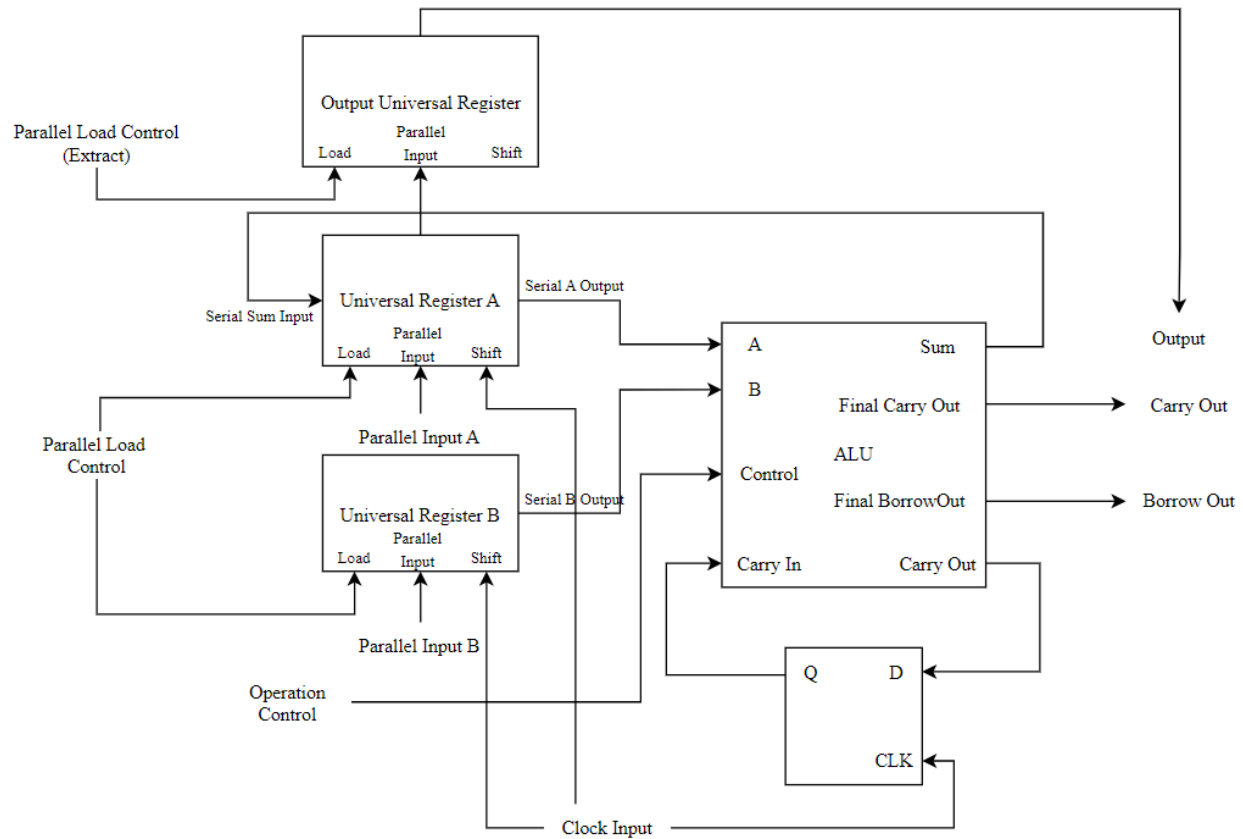 Output Universal Register
Parallel
Input
Load
Shift
Parallel Load Control
(Extract)
Serial Sum Input
Universal Register A
Parallel
Input
Load
Shift
Serial A Output
Parallel Input A
Parallel Load
Control
Universal Register B
Parallel
Input
Load
Shift
Serial B Output
Parallel Input B
Operation
Control
Clock Input
A
Sum
B
Final Carry Out
ALU
Control
Final BorrowOut
Carry In
Carry Out
Q
D
CLK
Output
Carry Out
Borrow Out